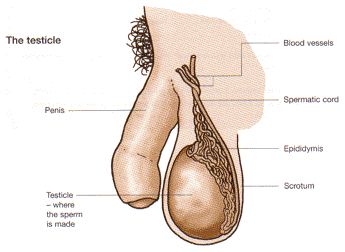 The testicle
Blood vessels
Spermatic cord
Penis
Epididymis
Scrotum
Testicle
– where
the sperm
is made